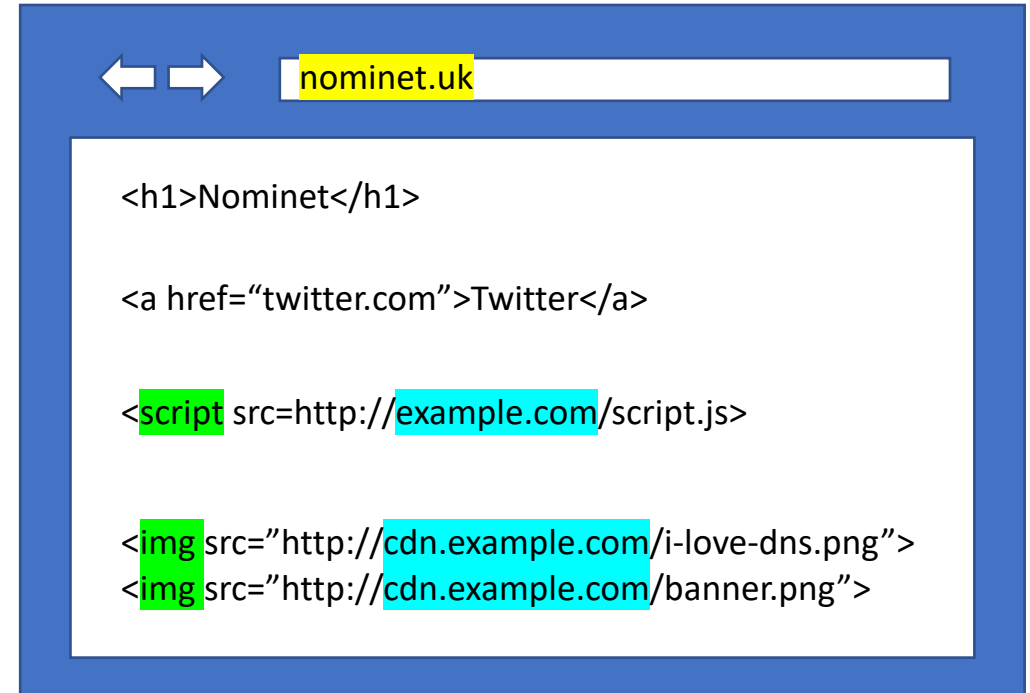 nominet.uk
<h1>Nominet</h1>
<a href=“twitter.com”>Twitter</a>
<script src=http://example.com/script.js>
<img src=”http://cdn.example.com/i-love-dns.png”>
<img src=”http://cdn.example.com/banner.png”>